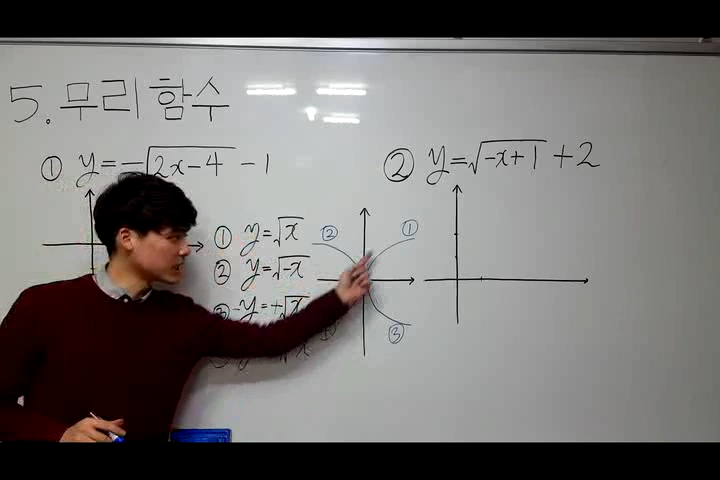 5. 무리함수
① y=-√2x-4 -1
② y=√-x+1 +2
① y=√x
② y=√-x
③ -y=+√x
②
①
③